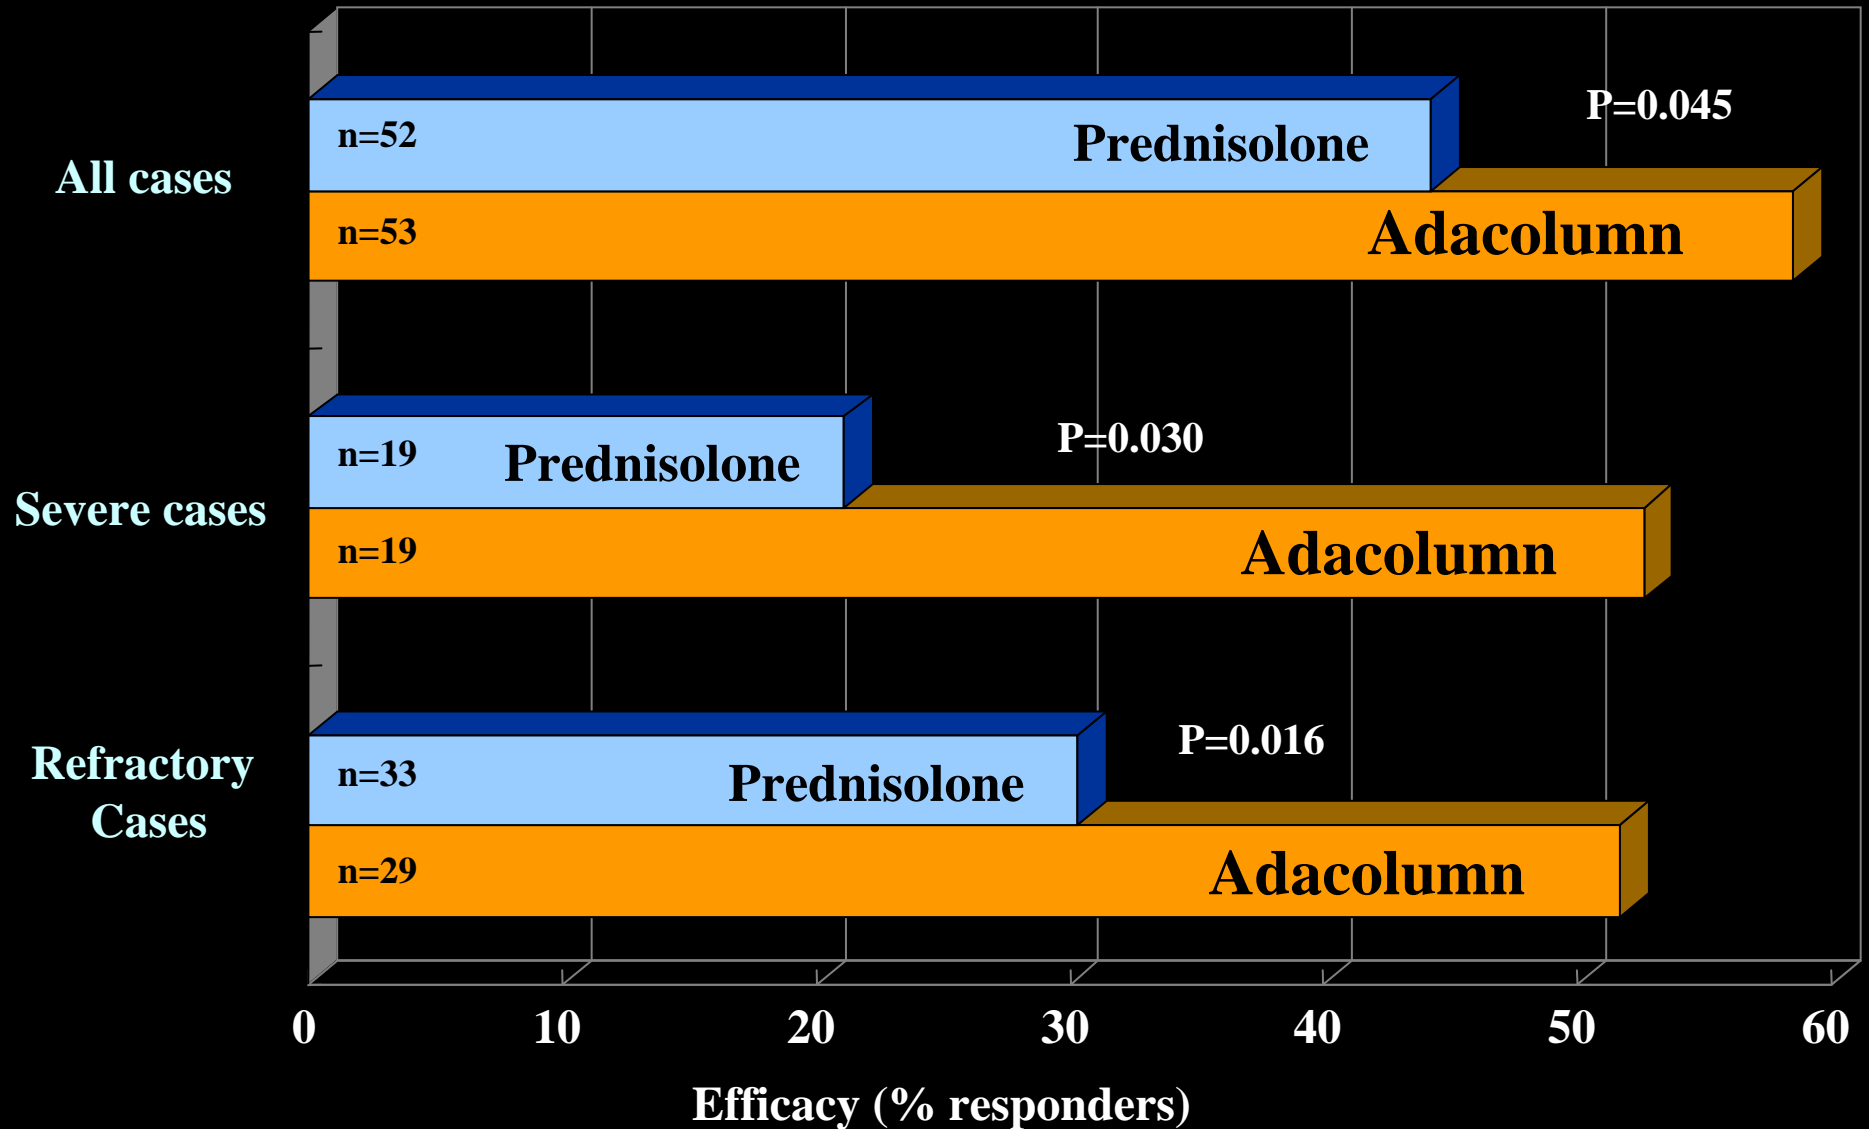 P=0.045
n=52
Prednisolone
All cases
n=53
Adacolumn
P=0.030
n=19
Prednisolone
Severe cases
n=19
Adacolumn
P=0.016
n=33
Prednisolone
Refractory
Cases
n=29
Adacolumn
0 10 20 30 40 50 60
Efficacy (% responders)